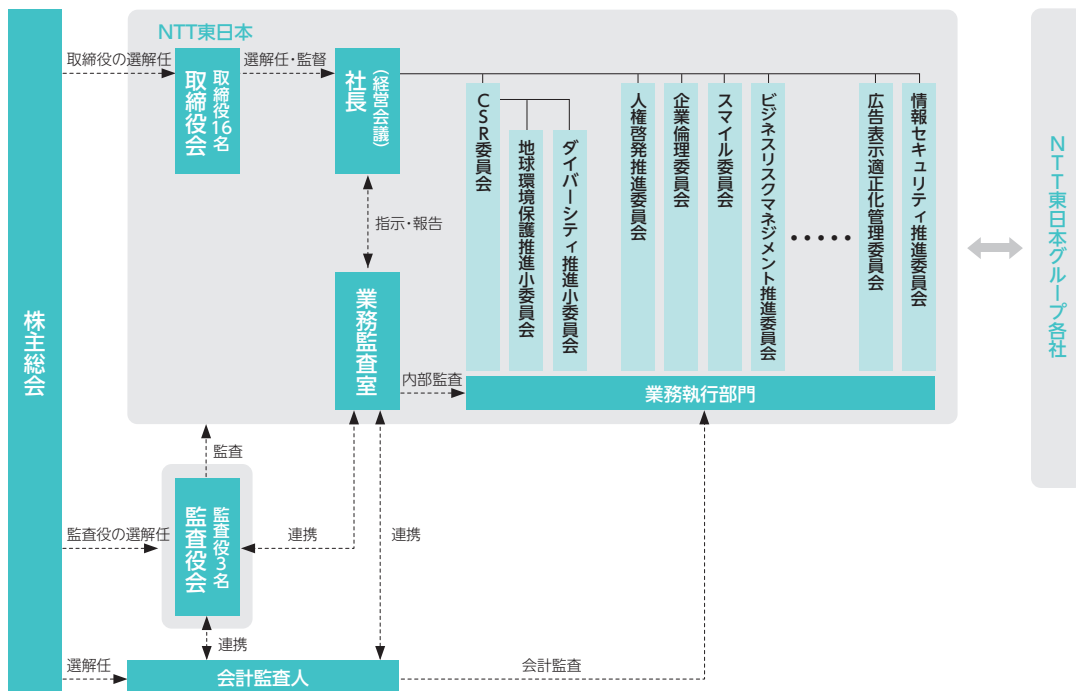 株主総会
NTT東日本
取締役の選解任
取締役会
取締役16名
選解任・監督
社長
(経営会議)
CSR委員会
地球環境保護推進小委員会
ダイバーシティ推進小委員会
人権啓発推進委員会
企業倫理委員会
スマイル委員会
ビジネスリスクマネジメント推進委員会
・・・・・
広告表示適正化管理委員会
情報セキュリティ推進委員会
NTT東日本グループ各社
指示・報告
業務監査室
内部監査
業務執行部門
監査
監査役の選解任
監査役会
監査役3名
連携
連携
連携
選解任
会計監査人
会計監査